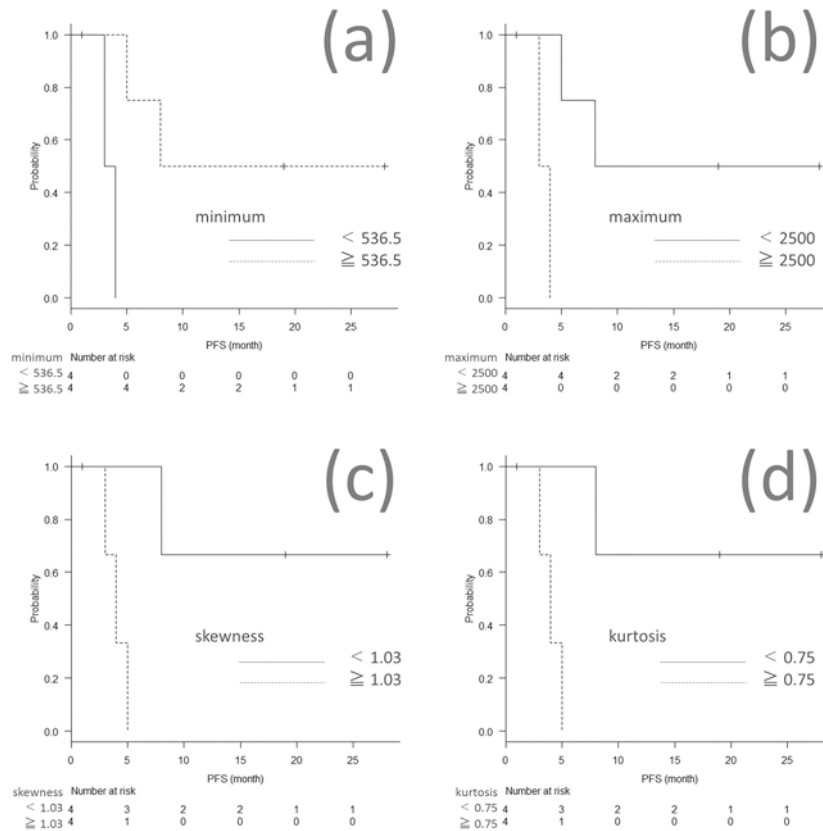 (a)
1.0
0.8
0.6
0.4
0.2
0.0
Probability
minimum
< 536.5
≧ 536.5
0 5 10 15 20 25
PFS (month)
minimum Number at risk
< 536.5 4 0 0 0 0 0
≧ 536.5 4 4 2 2 1 1
(b)
1.0
0.8
0.6
0.4
0.2
0.0
Probability
maximum
< 2500
≧ 2500
0 5 10 15 20 25
PFS (month)
maximum Number at risk
< 2500 4 4 2 2 1 1
≧ 2500 4 0 0 0 0 0
(c)
1.0
0.8
0.6
0.4
0.2
0.0
Probability
skewness
< 1.03
≧ 1.03
0 5 10 15 20 25
PFS (month)
skewness Number at risk
< 1.03 4 3 2 2 1 1
≧ 1.03 4 1 0 0 0 0
(d)
1.0
0.8
0.6
0.4
0.2
0.0
Probability
kurtosis
< 0.75
≧ 0.75
0 5 10 15 20 25
PFS (month)
kurtosis Number at risk
< 0.75 4 3 2 2 1 1
≧ 0.75 4 1 0 0 0 0